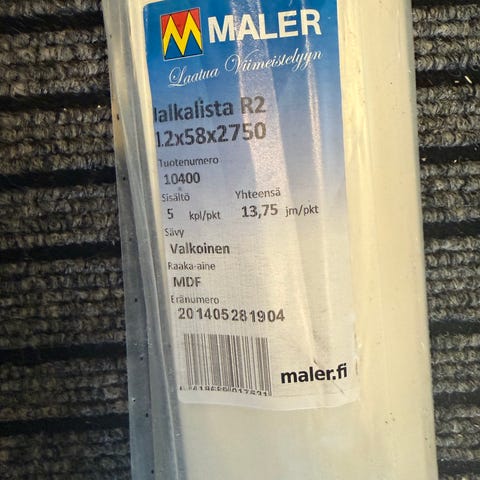 MALER
Laatua Viimeistelyyn
Jalkalista R2
12x58x2750
Tuotenumero
10400
Sisältö Yhteensä
5 kpl/pkt 13,75 jm/pkt
Sävy
Valkoinen
Raaka-aine
MDF
Eränumero
201405281904
maler.fi